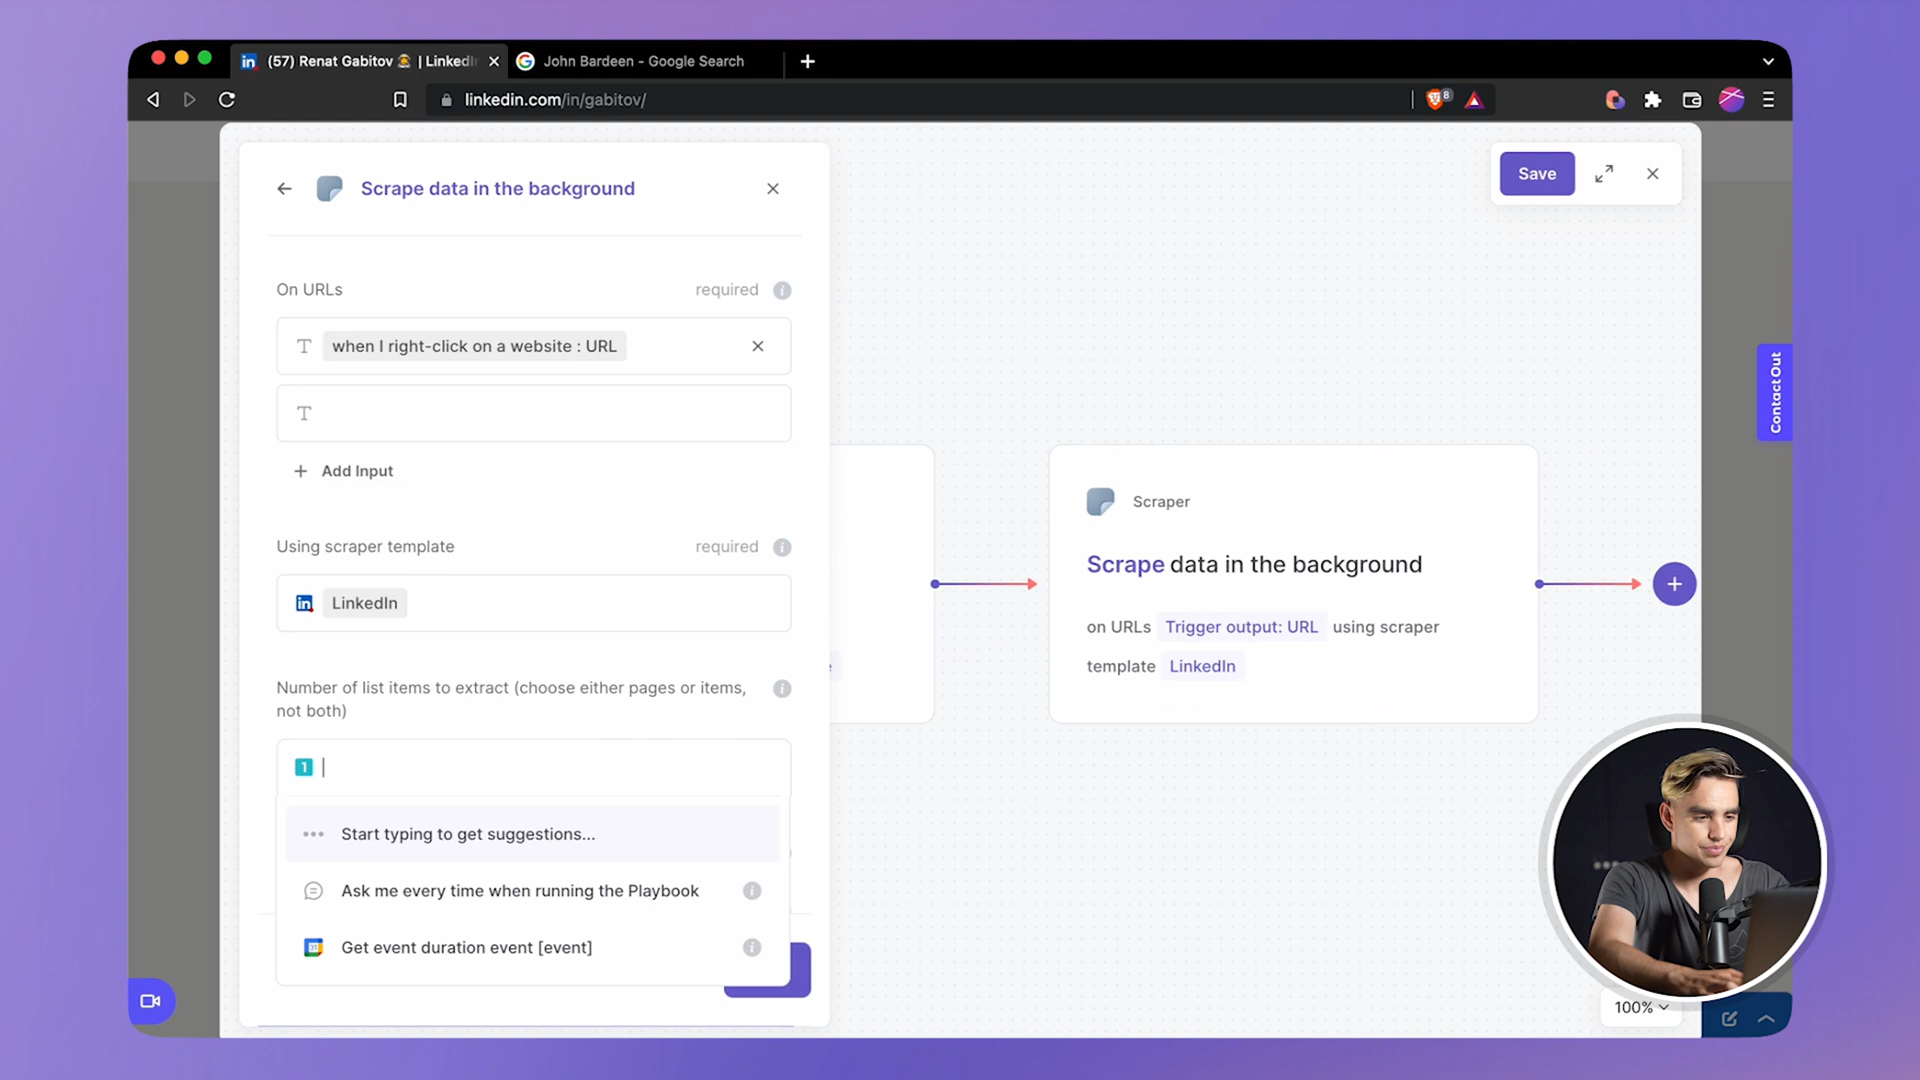 (57) Renat Gabitov | LinkedIn
John Bardeen - Google Search
linkedin.com/in/gabitov/
8
Scrape data in the background
Save
On URLs required
when I right-click on a website : URL
Add Input
Using scraper template required
LinkedIn
Number of list items to extract (choose either pages or items,
not both)
1
Start typing to get suggestions...
Ask me every time when running the Playbook
Get event duration event [event]
Scraper
Scrape data in the background
on URLs Trigger output: URL using scraper
template LinkedIn
ContactOut
100%